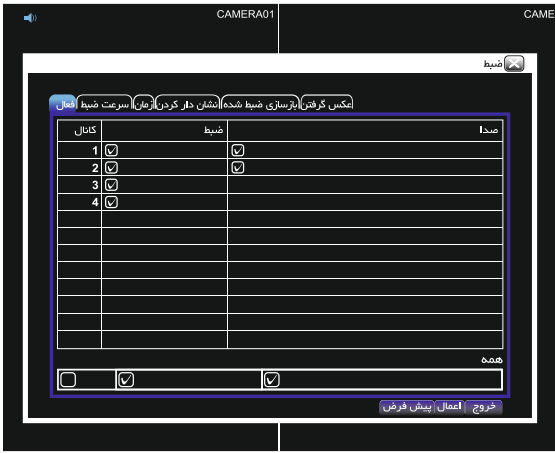 CAMERA01
CAME
ضبط
فعال سرعت ضبط زمان نشان دار کردن بازسازی ضبط شده عکس گرفتن
کانال ضبط صدا
1
2
3
4
همه
پیش فرض اعمال خروج